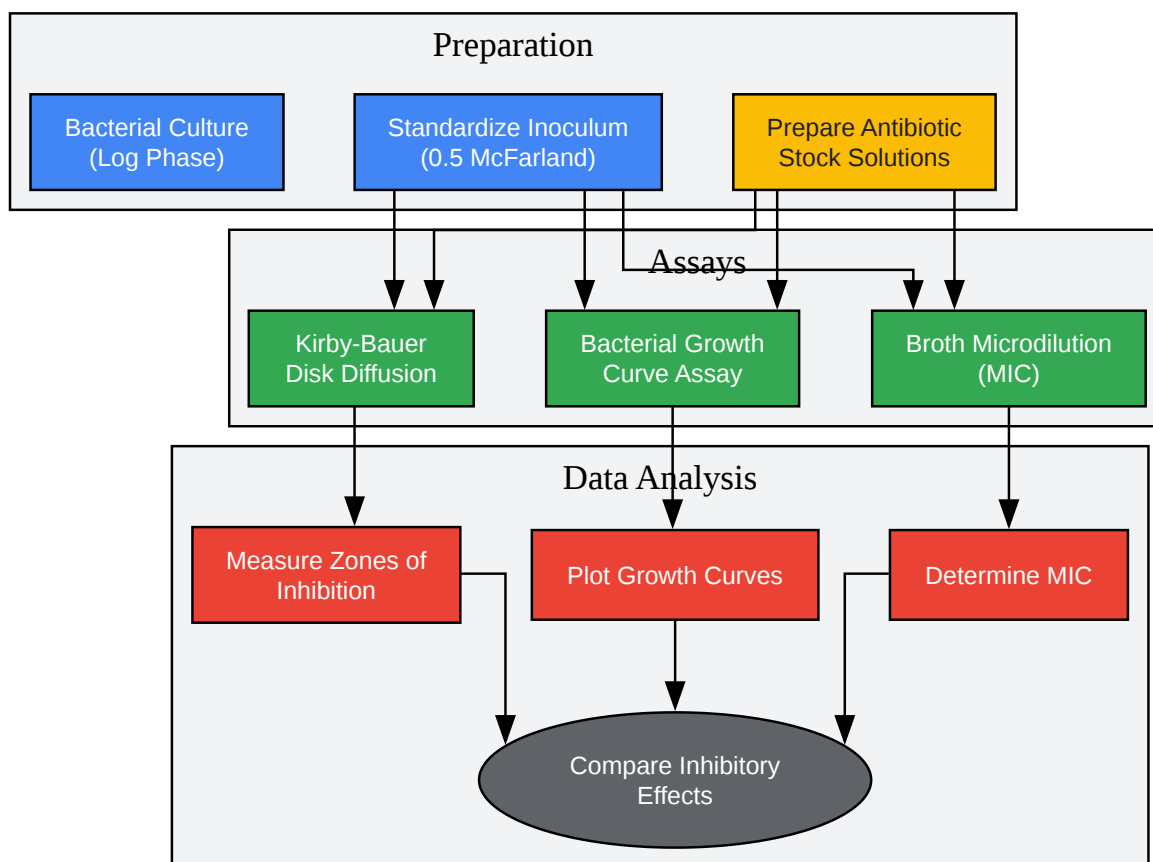 Preparation
Bacterial Culture
(Log Phase)
Standardize Inoculum
(0.5 McFarland)
Prepare Antibiotic
Stock Solutions
Assays
Kirby-Bauer
Disk Diffusion
Bacterial Growth
Curve Assay
Broth Microdilution
(MIC)
Data Analysis
Measure Zones of
Inhibition
Plot Growth Curves
Determine MIC
Compare Inhibitory
Effects